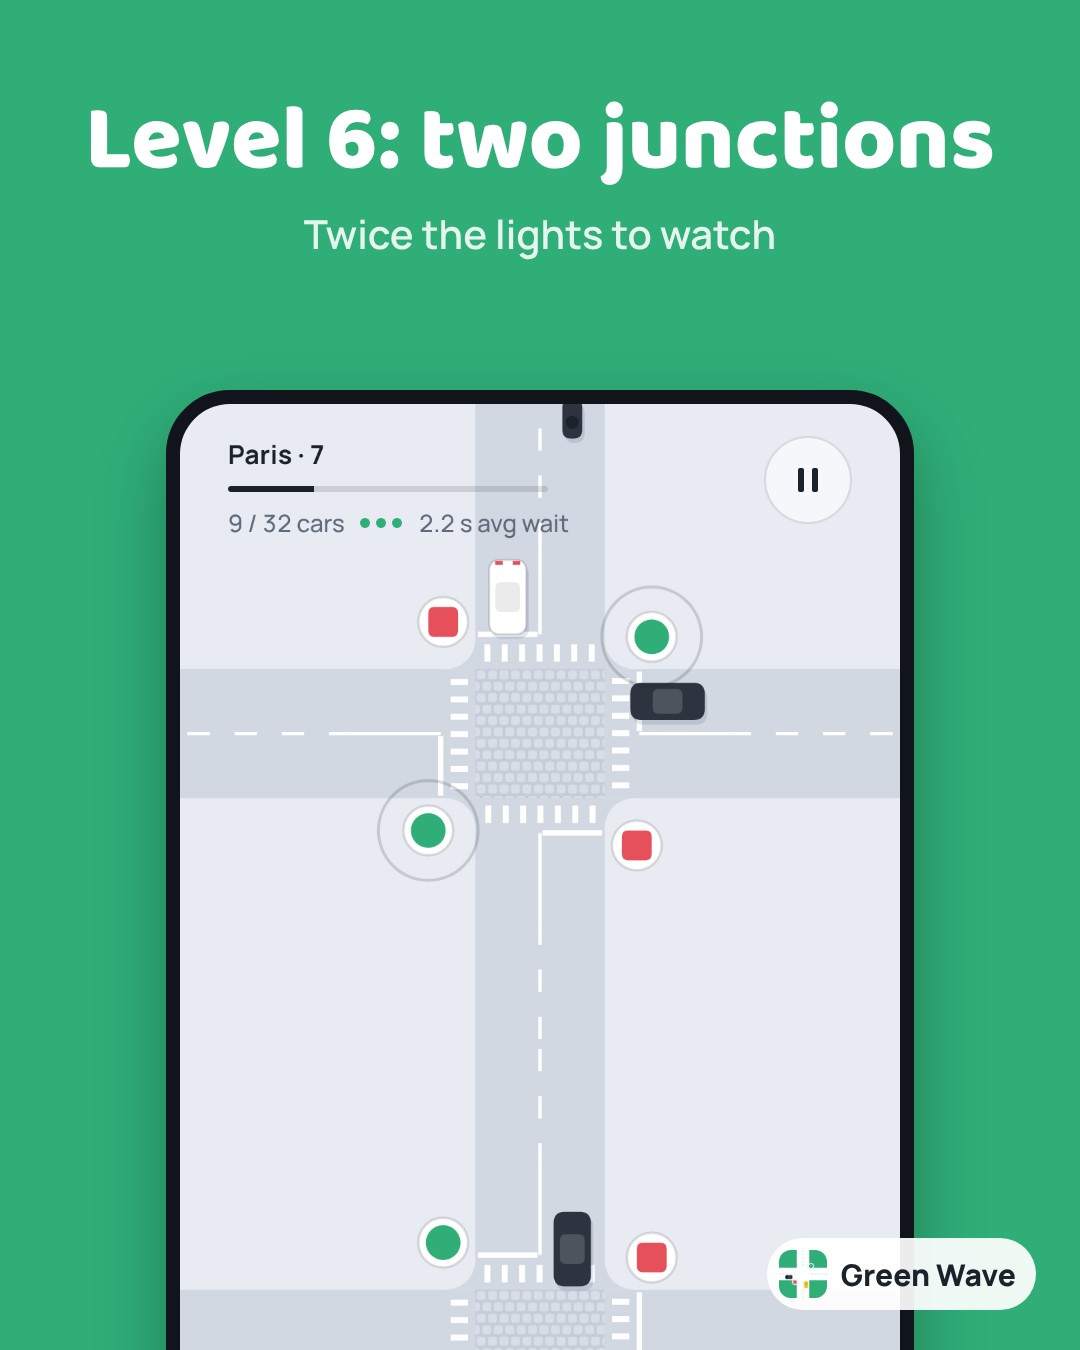 Level 6: two junctions
Twice the lights to watch
Paris · 7
9 / 32 cars 2.2 s avg wait
Green Wave